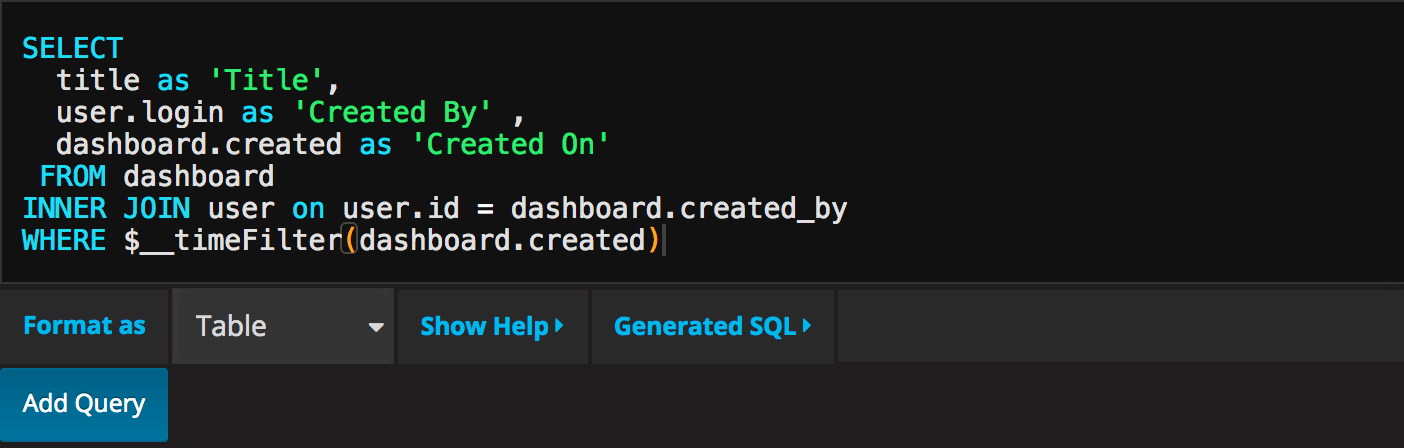 SELECT
  title as 'Title',
  user.login as 'Created By' ,
  dashboard.created as 'Created On'
 FROM dashboard
INNER JOIN user on user.id = dashboard.created_by
WHERE $__timeFilter(dashboard.created)
Format as Table Show Help Generated SQL
Add Query